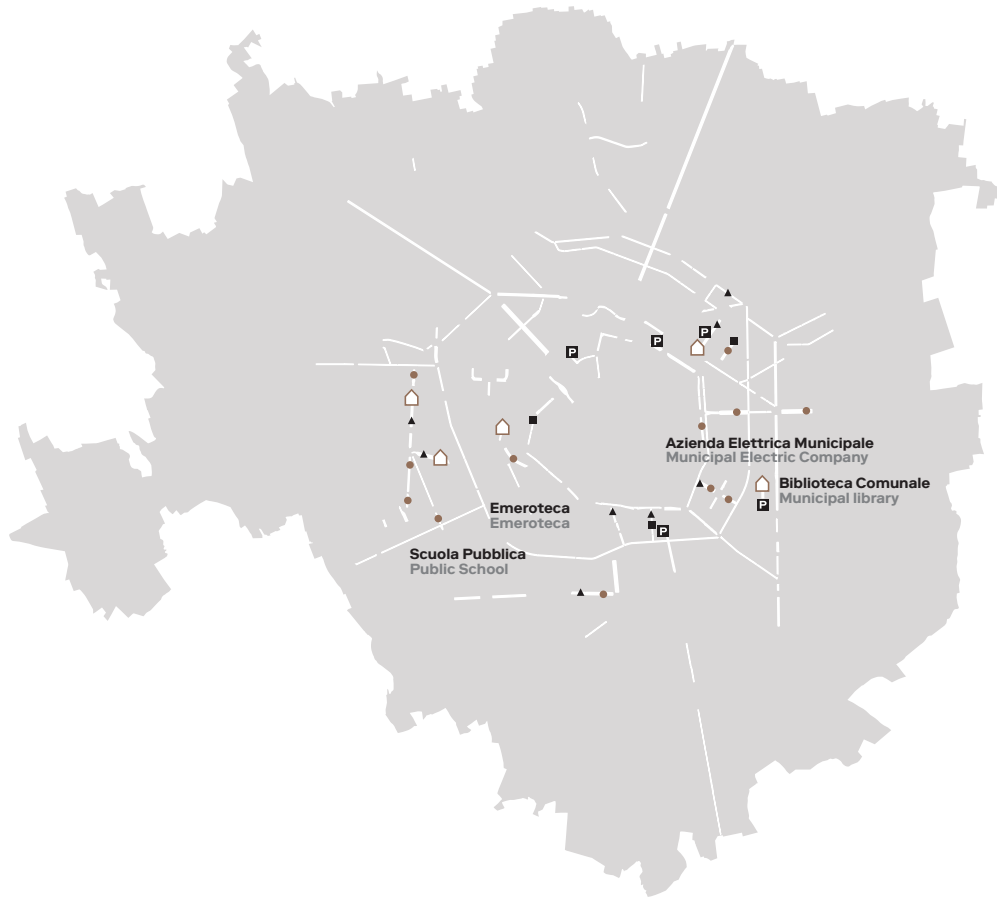 P
P
P
Azienda Elettrica Municipale
Municipal Electric Company
Biblioteca Comunale
Municipal library
P
Emeroteca
Emeroteca
P
Scuola Pubblica
Public School